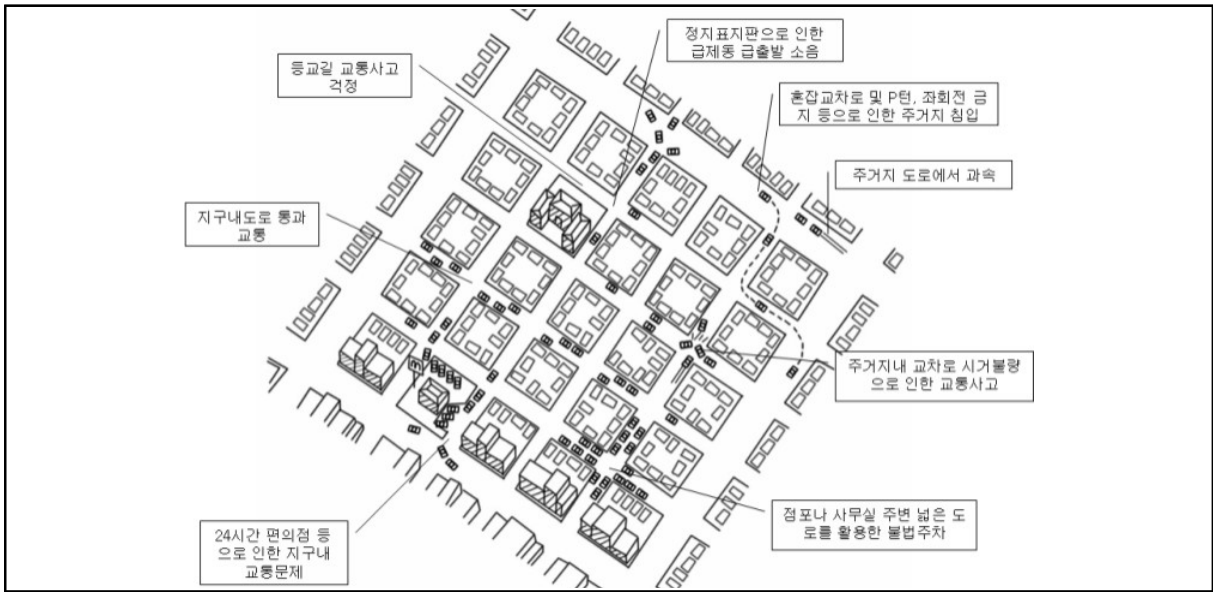 정지표지판으로 인한
급제동 급출발 소음
등교길 교통사고
걱정
혼잡교차로 및 P턴, 좌회전 금
지 등으로 인한 주거지 침입
주거지 도로에서 과속
지구내도로 통과
교통
주거지내 교차로 시거불량
으로 인한 교통사고
점포나 사무실 주변 넓은 도
로를 활용한 불법주차
24시간 편의점 등
으로 인한 지구내
교통문제